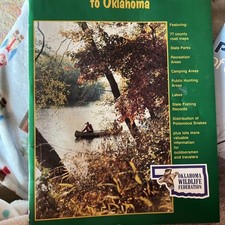 to Oklahoma
Featuring:
77 county
road maps
State Parks
Recreation
Areas
Camping Areas
Public Hunting
Areas
Lakes
State Fishing
Records
Distribution of
Poisonous Snakes
plus lots more
valuable
information
for
outdoorsmen
and travelers
OKLAHOMA
WILDLIFE
FEDERATION